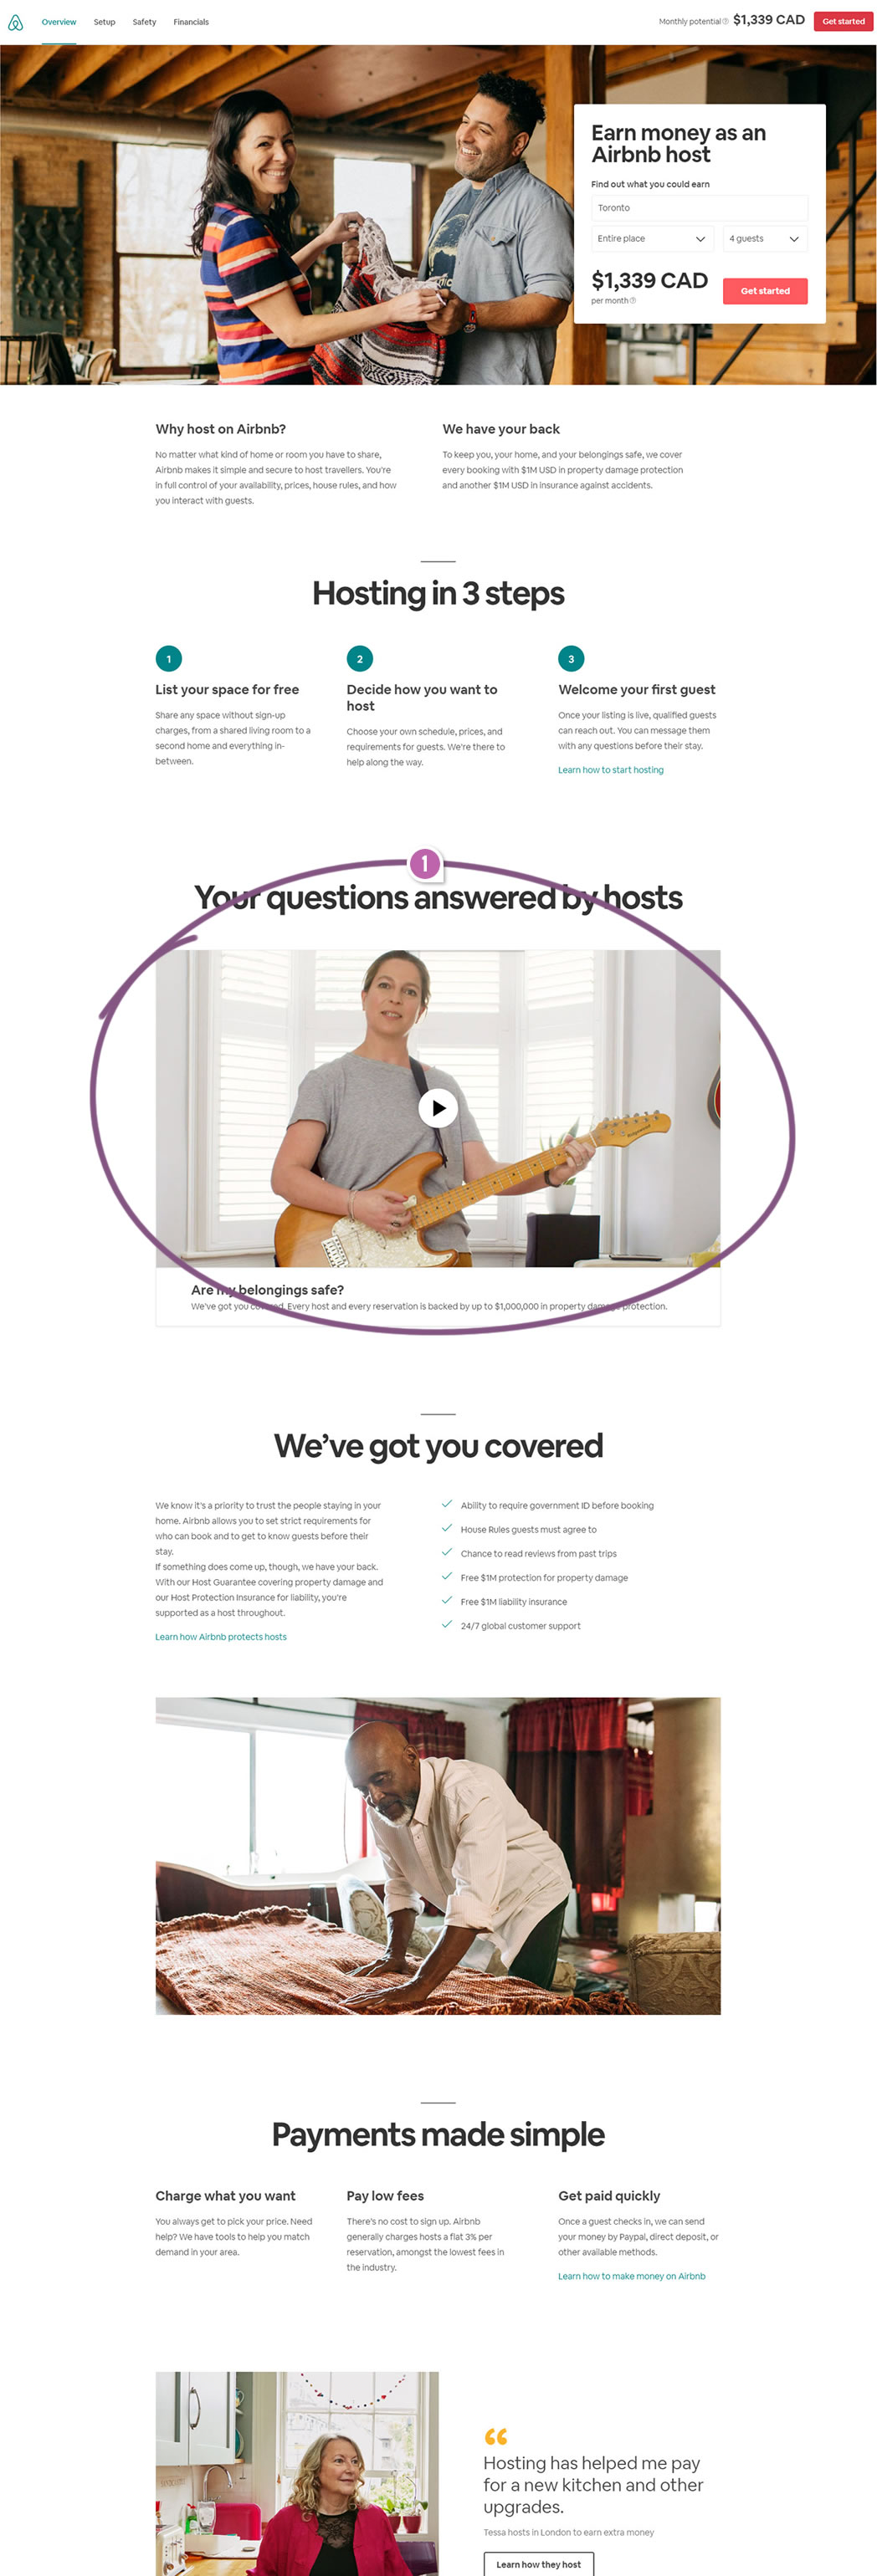 Overview Setup Safety Financials Monthly potential $1,339 CAD Get started
Earn money as an
Airbnb host
Find out what you could earn
Toronto
Entire place 4 guests
$1,339 CAD
per month
Get started
Why host on Airbnb?
No matter what kind of home or room you have to share,
Airbnb makes it simple and secure to host travellers. You're
in full control of your availability, prices, house rules, and how
you interact with guests.
We have your back
To keep you, your home, and your belongings safe, we cover
every booking with $1M USD in property damage protection
and another $1M USD in insurance against accidents.
Hosting in 3 steps
1
List your space for free
Share any space without sign-up
charges, from a shared living room to a
second home and everything in-
between.
2
Decide how you want to
host
Choose your own schedule, prices, and
requirements for guests. We're there to
help along the way.
3
Welcome your first guest
Once your listing is live, qualified guests
can reach out. You can message them
with any questions before their stay.
Learn how to start hosting
1
Your questions answered by hosts
Are my belongings safe?
We've got you covered. Every host and every reservation is backed by up to $1,000,000 in property damage protection.
We've got you covered
We know it's a priority to trust the people staying in your
home. Airbnb allows you to set strict requirements for
who can book and to get to know guests before their
stay.
If something does come up, though, we have your back.
With our Host Guarantee covering property damage and
our Host Protection Insurance for liability, you're
supported as a host throughout.
Learn how Airbnb protects hosts
Ability to require government ID before booking
House Rules guests must agree to
Chance to read reviews from past trips
Free $1M protection for property damage
Free $1M liability insurance
24/7 global customer support
Payments made simple
Charge what you want
You always get to pick your price. Need
help? We have tools to help you match
demand in your area.
Pay low fees
There's no cost to sign up. Airbnb
generally charges hosts a flat 3% per
reservation, amongst the lowest fees in
the industry.
Get paid quickly
Once a guest checks in, we can send
your money by Paypal, direct deposit, or
other available methods.
Learn how to make money on Airbnb
“
Hosting has helped me pay
for a new kitchen and other
upgrades.
Tessa hosts in London to earn extra money
Learn how they host